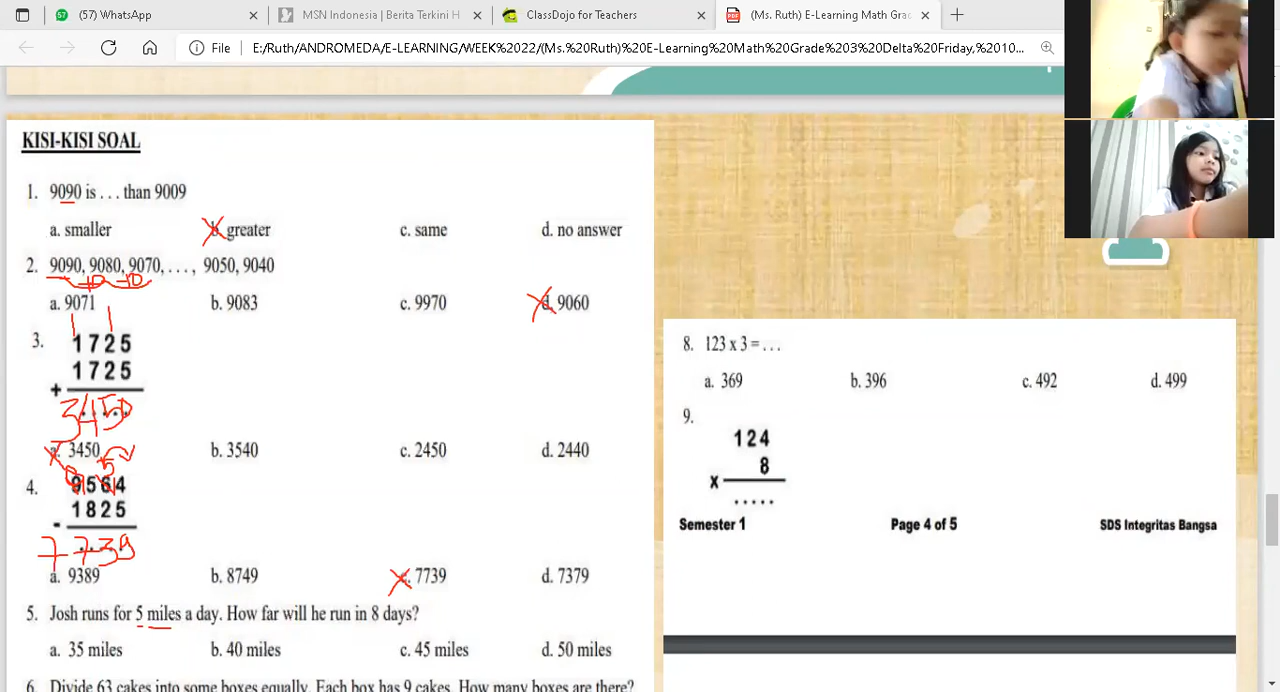 (57) WhatsApp
MSN Indonesia | Berita Terkini H
ClassDojo for Teachers
(Ms. Ruth) E-Learning Math Grad
File
E:/Ruth/ANDROMEDA/E-LEARNING/WEEK%2022/(Ms.%20Ruth)%20E-Learning%20Math%20Grade%203%20Delta%20Friday,%2010...
KISI-KISI SOAL
1. 9090 is . . . than 9009
a. smaller b. greater c. same d. no answer
2. 9090, 9080, 9070, . . . , 9050, 9040
-10 -10
a. 9071 b. 9083 c. 9970 d. 9060
1 1
3. 1725
1725
+
3450
a. 3450 b. 3540 c. 2450 d. 2440
8 5
4. 9564
1825
-
7739
a. 9389 b. 8749 c. 7739 d. 7379
5. Josh runs for 5 miles a day. How far will he run in 8 days?
a. 35 miles b. 40 miles c. 45 miles d. 50 miles
6. Divide 63 cakes into some boxes equally. Each box has 9 cakes. How many boxes are there?
8. 123 x 3 = . . .
a. 369 b. 396 c. 492 d. 499
9.
124
8
x
.....
Semester 1 Page 4 of 5 SDS Integritas Bangsa